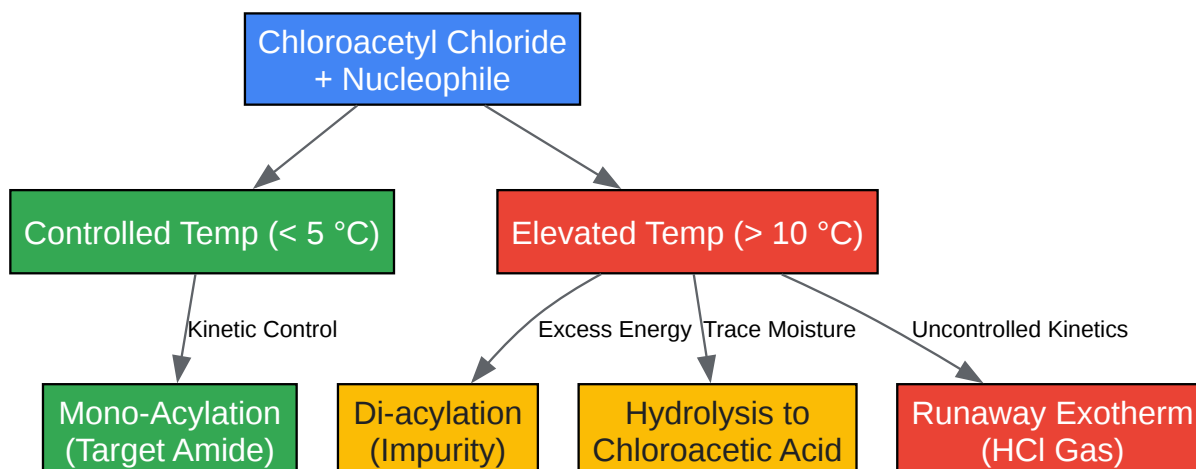 Chloroacetyl Chloride
+ Nucleophile
Controlled Temp (< 5 °C)
Elevated Temp (> 10 °C)
Kinetic Control
Excess Energy
Trace Moisture
Uncontrolled Kinetics
Mono-Acylation
(Target Amide)
Di-acylation
(Impurity)
Hydrolysis to
Chloroacetic Acid
Runaway Exotherm
(HCl Gas)